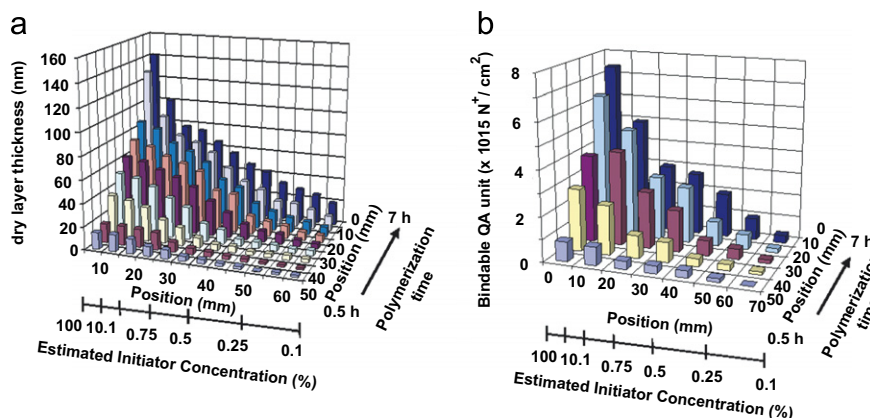 a
dry layer thickness (nm)
160
140
120
100
80
60
40
20
0
10
20
30
40
50
60
Position (mm)
0
10
20
30
40
50
Position (mm)
7 h
0.5 h
Polymerization
time
100 10.1 0.75 0.5 0.25 0.1
Estimated Initiator Concentration (%)
b
Bindable QA unit (x 1015 N⁺/ cm²)
8
6
4
2
0
0
10
20
30
40
50
60
70
Position (mm)
0
10
20
30
40
50
Position (mm)
7 h
0.5 h
Polymerization
time
100 10.1 0.75 0.5 0.25 0.1
Estimated Initiator Concentration (%)